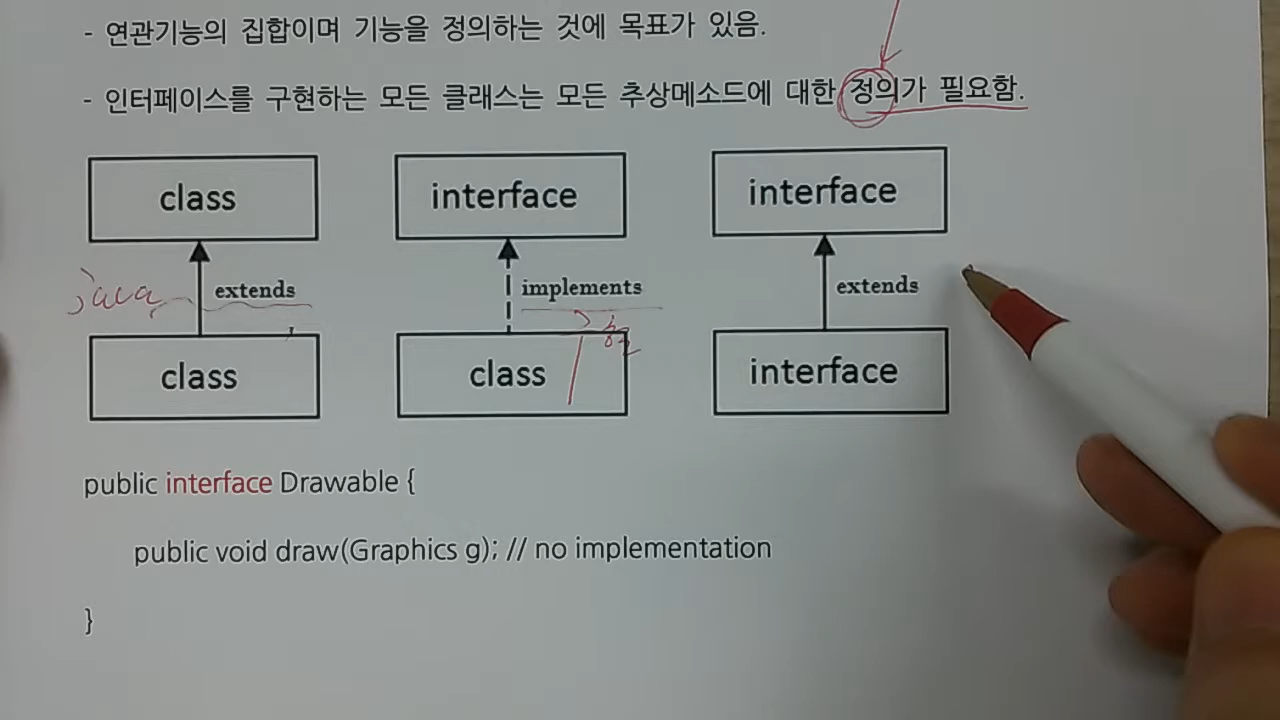 - 연관기능의 집합이며 기능을 정의하는 것에 목표가 있음.
- 인터페이스를 구현하는 모든 클래스는 모든 추상메소드에 대한 정의가 필요함.
class
interface
interface
java
extends
implements
extends
class
class
interface
public interface Drawable {
public void draw(Graphics g); // no implementation
}